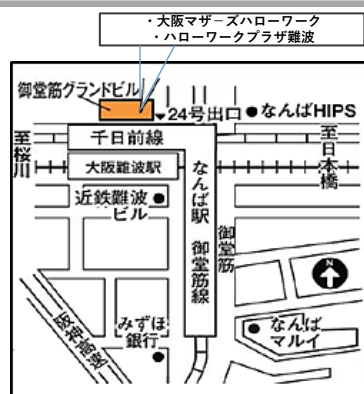 ・大阪マザーズハローワーク
・ハローワークプラザ難波
御堂筋グランドビル
24号出口
なんばHIPS
至桜川
千日前線
至日本橋
大阪難波駅
近鉄難波
ビル
なんば駅 御堂筋線
御堂筋
N
阪神高速
みずほ
銀行
なんば
マルイ